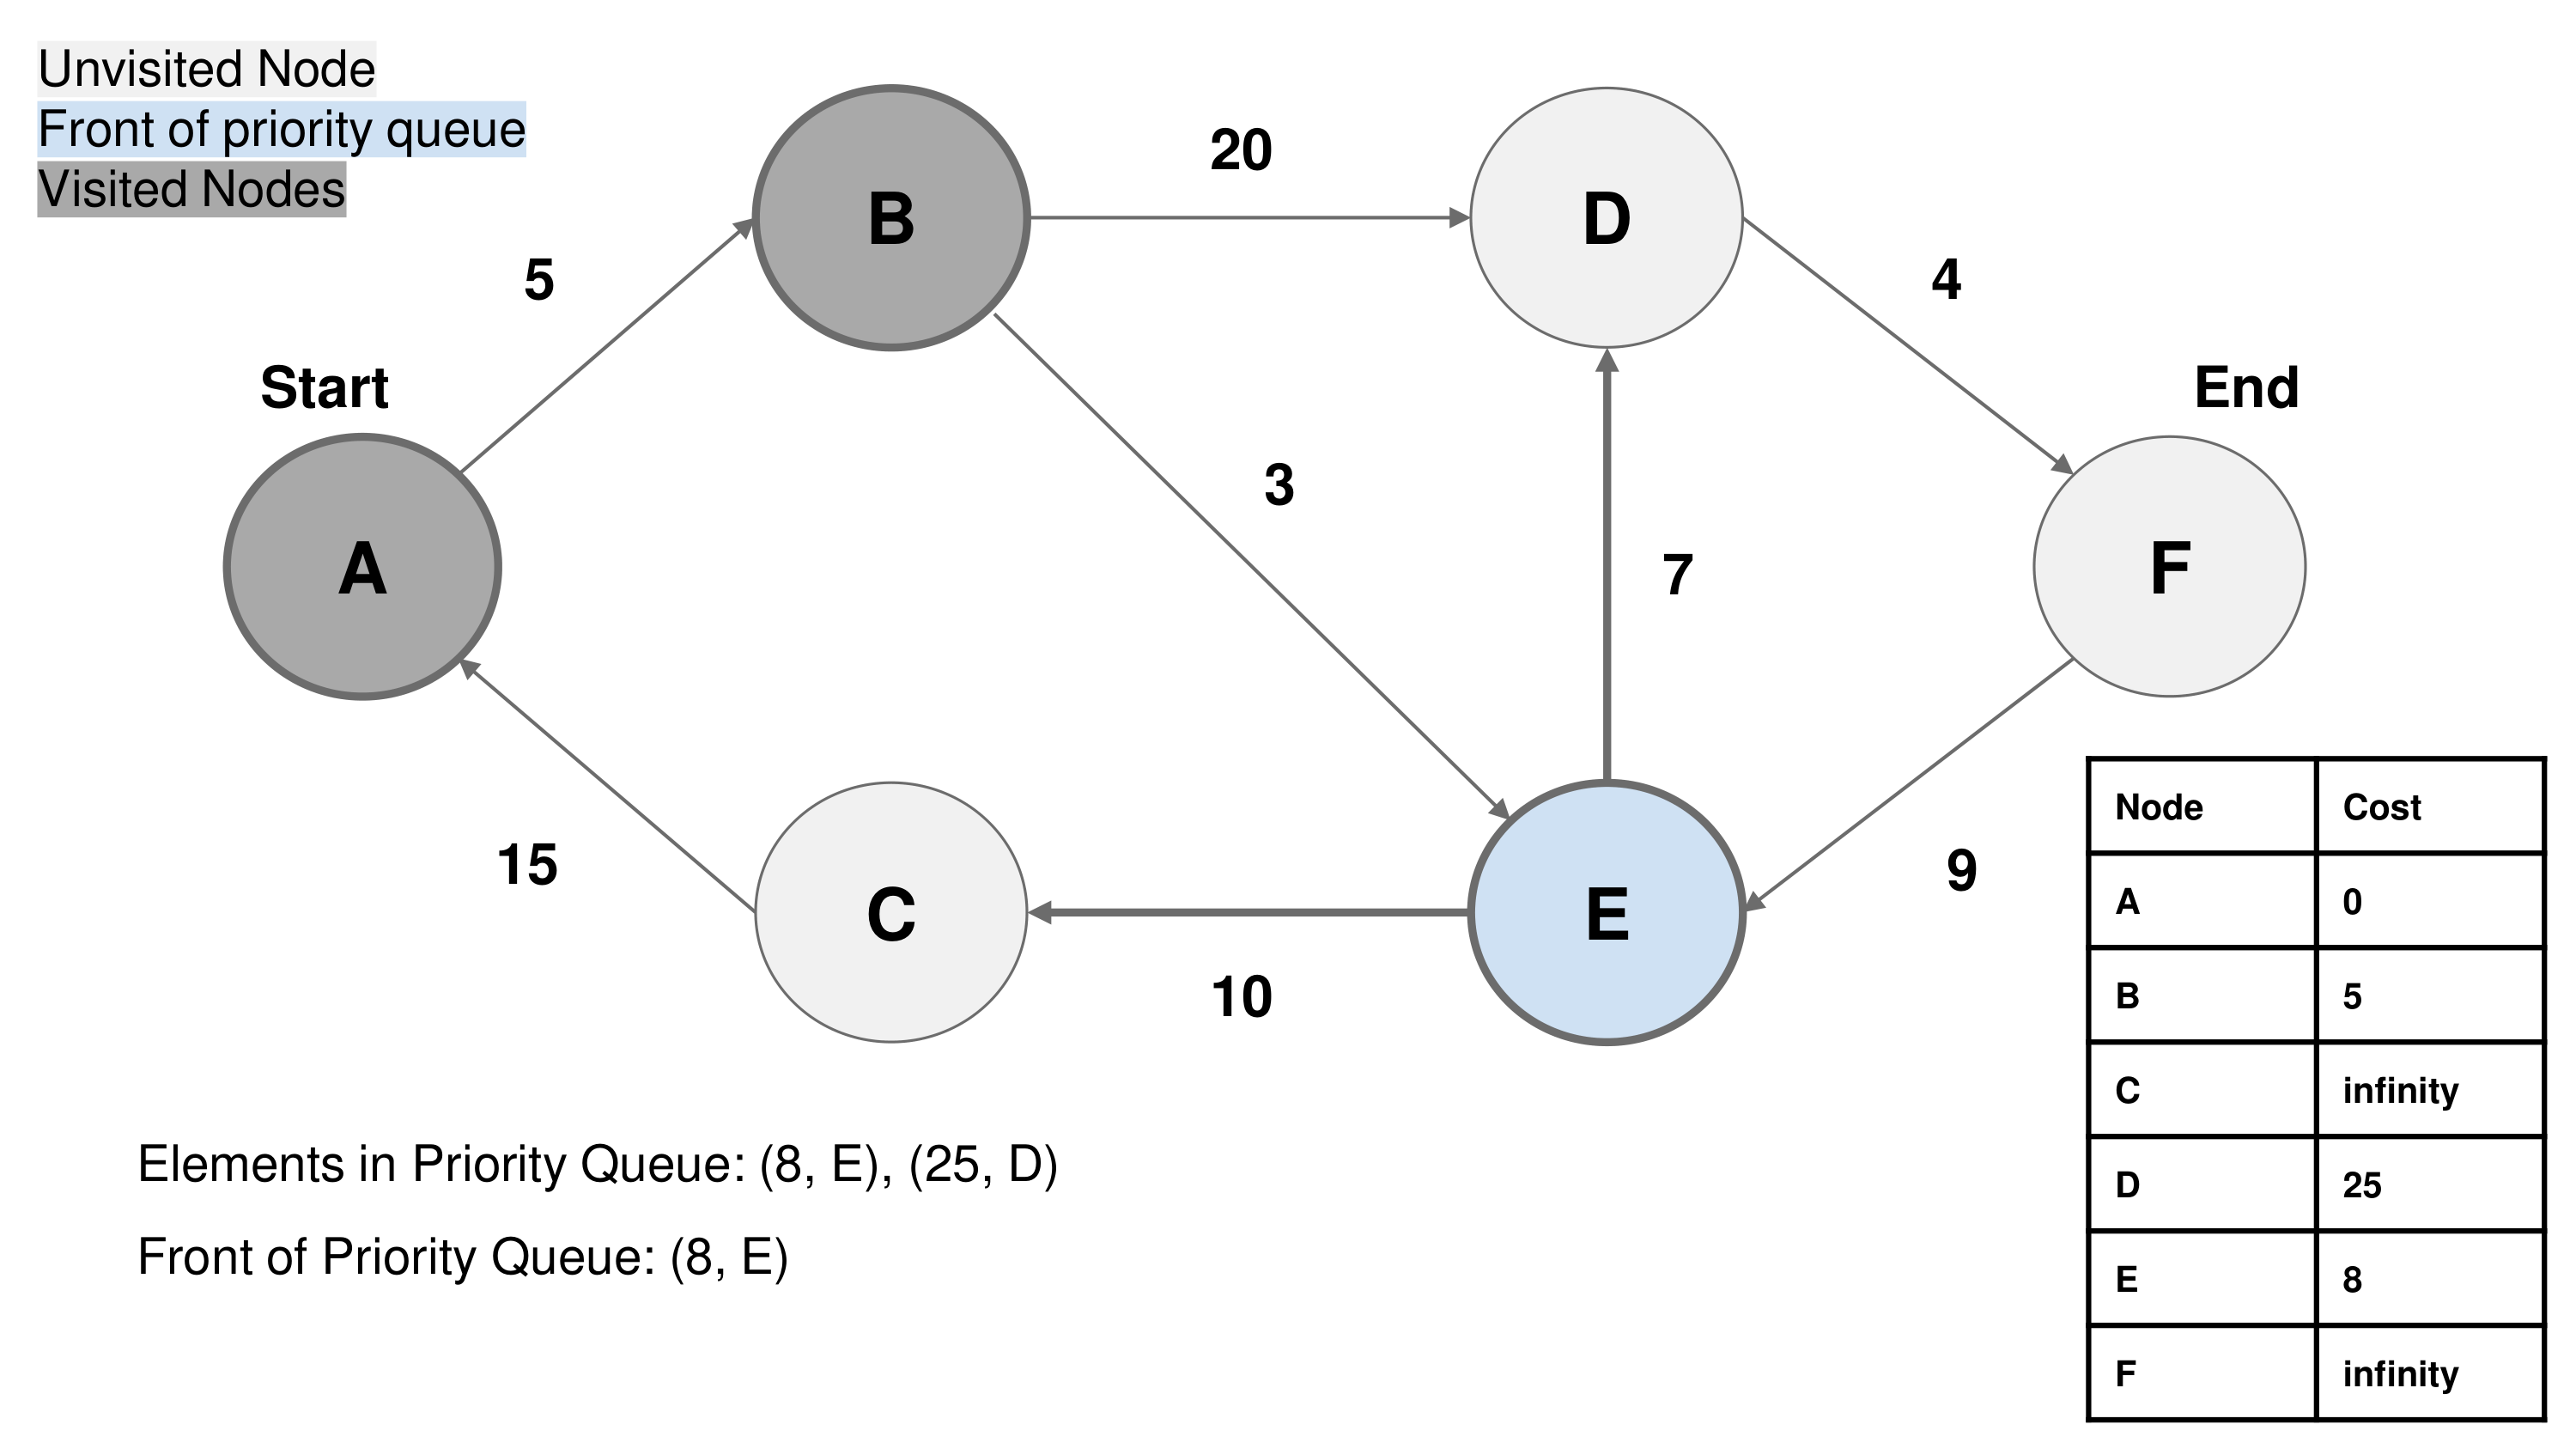 Unvisited Node
Front of priority queue
Visited Nodes
B
20
D
5
4
Start
End
3
A
7
F
15
C
10
E
9
Node Cost
A 0
B 5
C infinity
D 25
E 8
F infinity
Elements in Priority Queue: (8, E), (25, D)
Front of Priority Queue: (8, E)